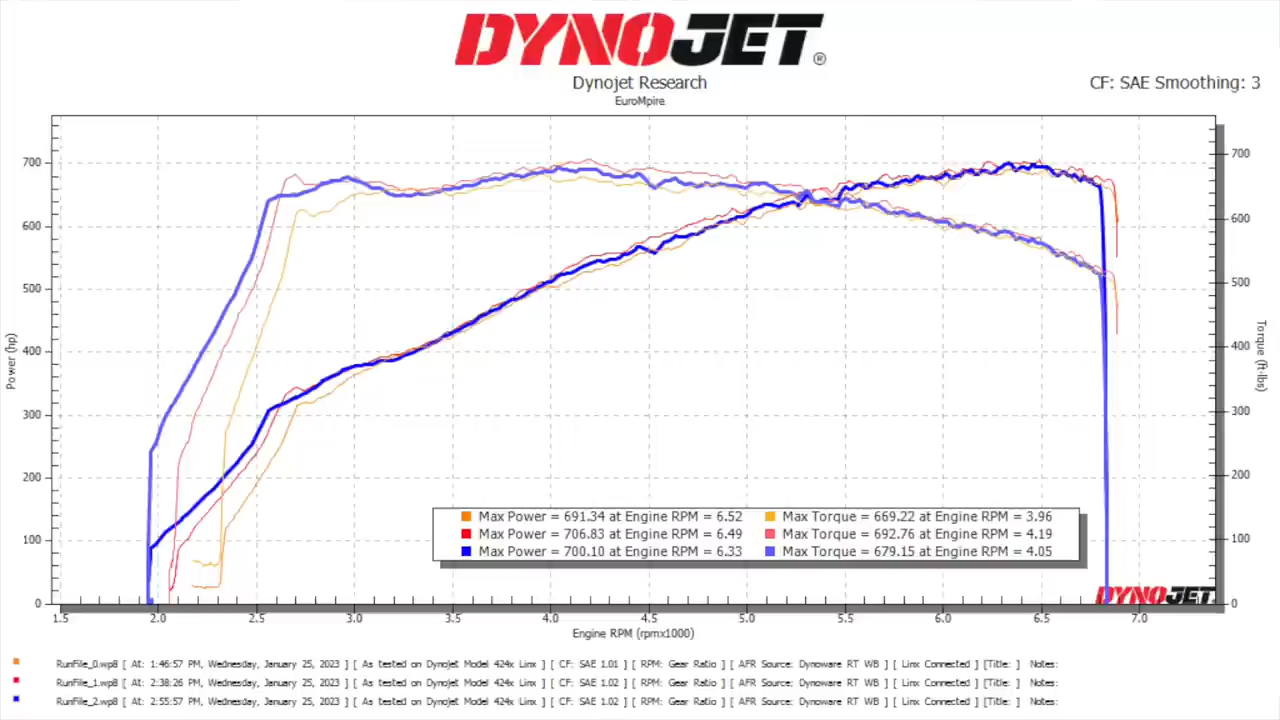 DYNOJET®
Dynojet Research
CF: SAE Smoothing: 3
EuroMpire
Power (hp)
700
600
500
400
300
200
100
0
Torque (ft-lbs)
700
600
500
400
300
200
100
0
Max Power = 691.34 at Engine RPM = 6.52 Max Torque = 669.22 at Engine RPM = 3.96
Max Power = 706.83 at Engine RPM = 6.49 Max Torque = 692.76 at Engine RPM = 4.19
Max Power = 700.10 at Engine RPM = 6.33 Max Torque = 679.15 at Engine RPM = 4.05
DYNOJET
1.5 2.0 2.5 3.0 3.5 4.0 4.5 5.0 5.5 6.0 6.5 7.0
Engine RPM (rpmx1000)
RunFile_0.wp8 [ At: 1:46:57 PM, Wednesday, January 25, 2023 ] [ As tested on Dynojet Model 424x Linx ] [ CF: SAE 1.01 ] [ RPM: Gear Ratio ] [ AFR Source: Dynoware RT WB ] [ Linx Connected ] [Title: ] Notes:
RunFile_1.wp8 [ At: 2:38:26 PM, Wednesday, January 25, 2023 ] [ As tested on Dynojet Model 424x Linx ] [ CF: SAE 1.02 ] [ RPM: Gear Ratio ] [ AFR Source: Dynoware RT WB ] [ Linx Connected ] [Title: ] Notes:
RunFile_2.wp8 [ At: 2:55:57 PM, Wednesday, January 25, 2023 ] [ As tested on Dynojet Model 424x Linx ] [ CF: SAE 1.02 ] [ RPM: Gear Ratio ] [ AFR Source: Dynoware RT WB ] [ Linx Connected ] [Title: ] Notes: